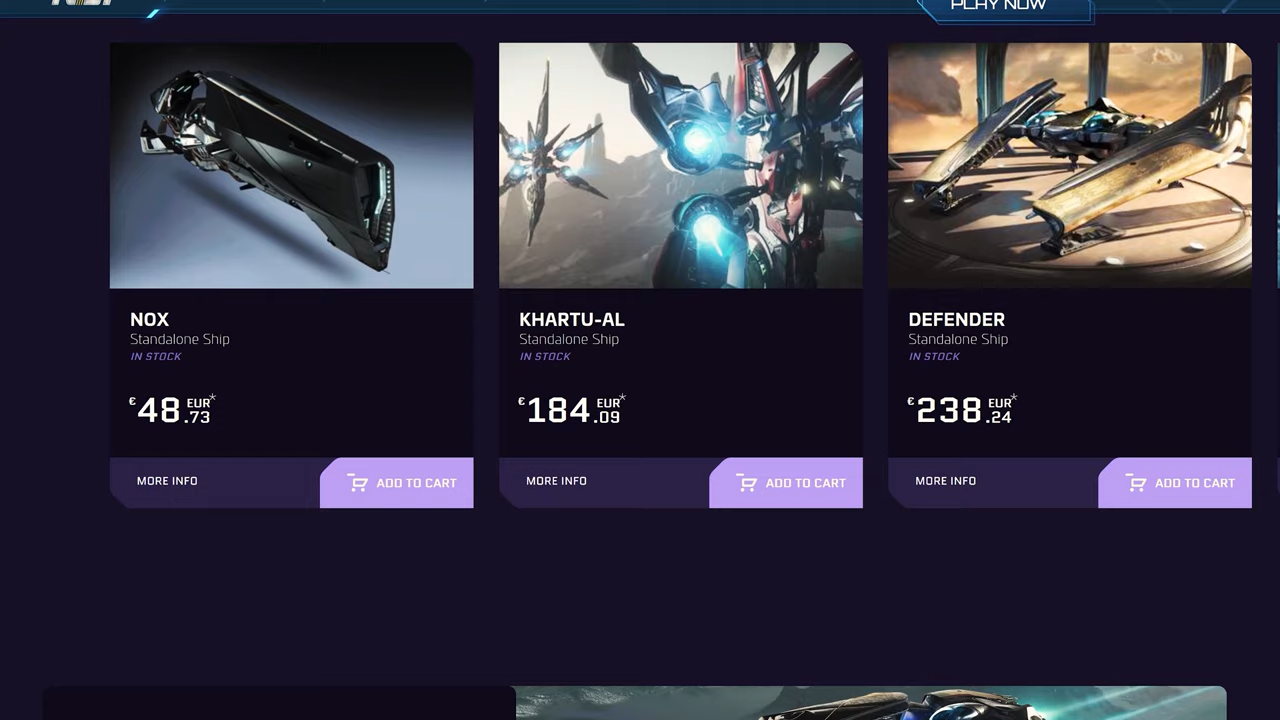 PLAY NOW
NOX
Standalone Ship
IN STOCK
€48.73 EUR*
MORE INFO
ADD TO CART
KHARTU-AL
Standalone Ship
IN STOCK
€184.09 EUR*
MORE INFO
ADD TO CART
DEFENDER
Standalone Ship
IN STOCK
€238.24 EUR*
MORE INFO
ADD TO CART